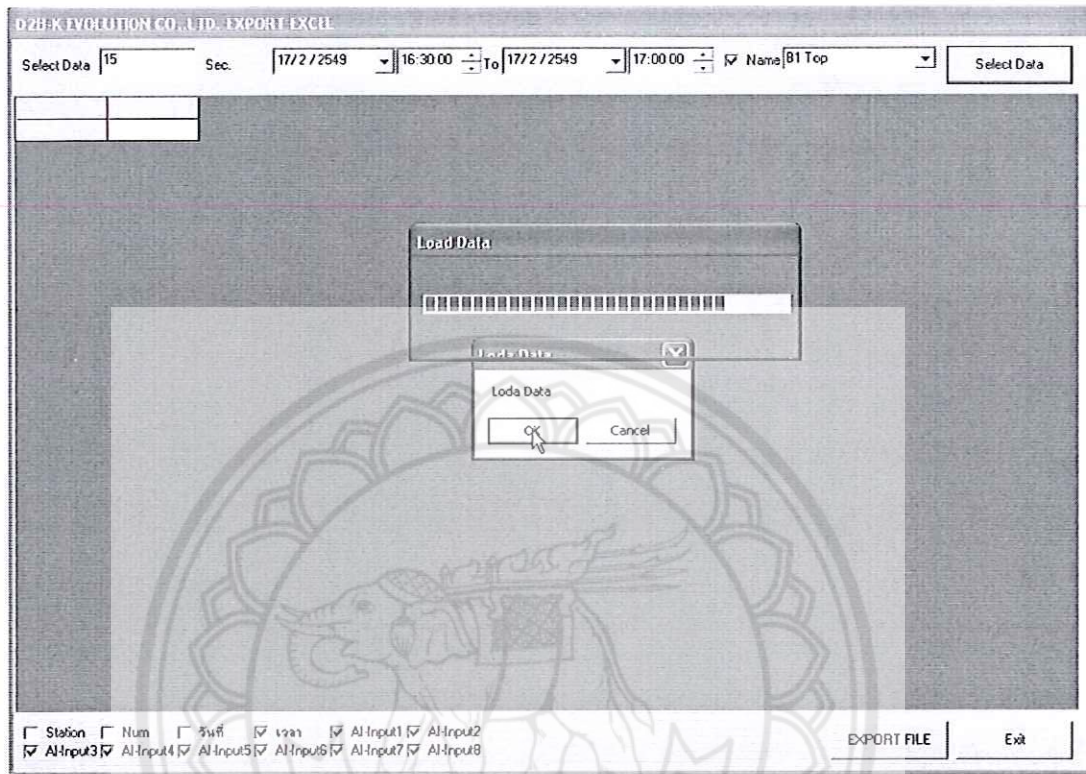 D2B-K EVOLUTION CO.,LTD. EXPORT EXCEL
Select Data 15 Sec. 17/2/2549 16:30:00 To 17/2/2549 17:00:00 Name B1 Top Select Data
Load Data
Loda Data
Loda Data
OK Cancel
Station Num วันที่ เวลา AI-Input1 AI-Input2
AI-Input3 AI-Input4 AI-Input5 AI-Input6 AI-Input7 AI-Input8
EXPORT FILE Exit